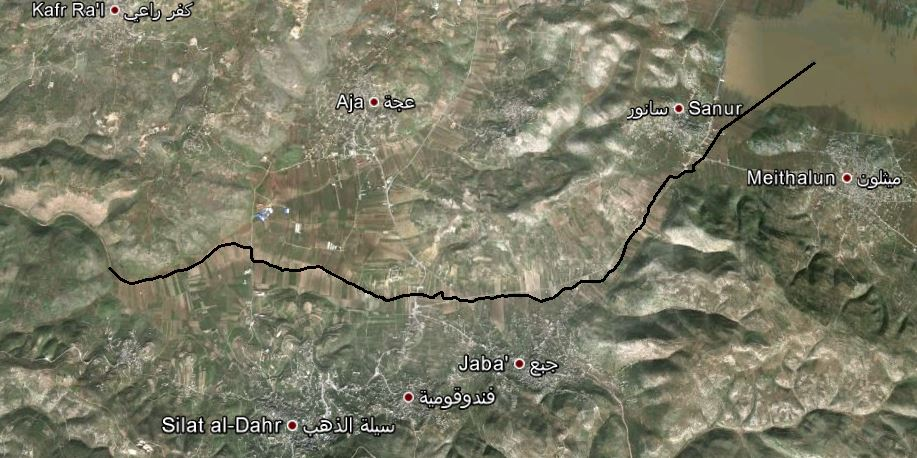 Kafr Ra'I كفر راعي
Aja عجة
سانور Sanur
Meithalun ميثلون
Jaba' جبع
فندوقومية
Silat al-Dahr سيلة الذهب